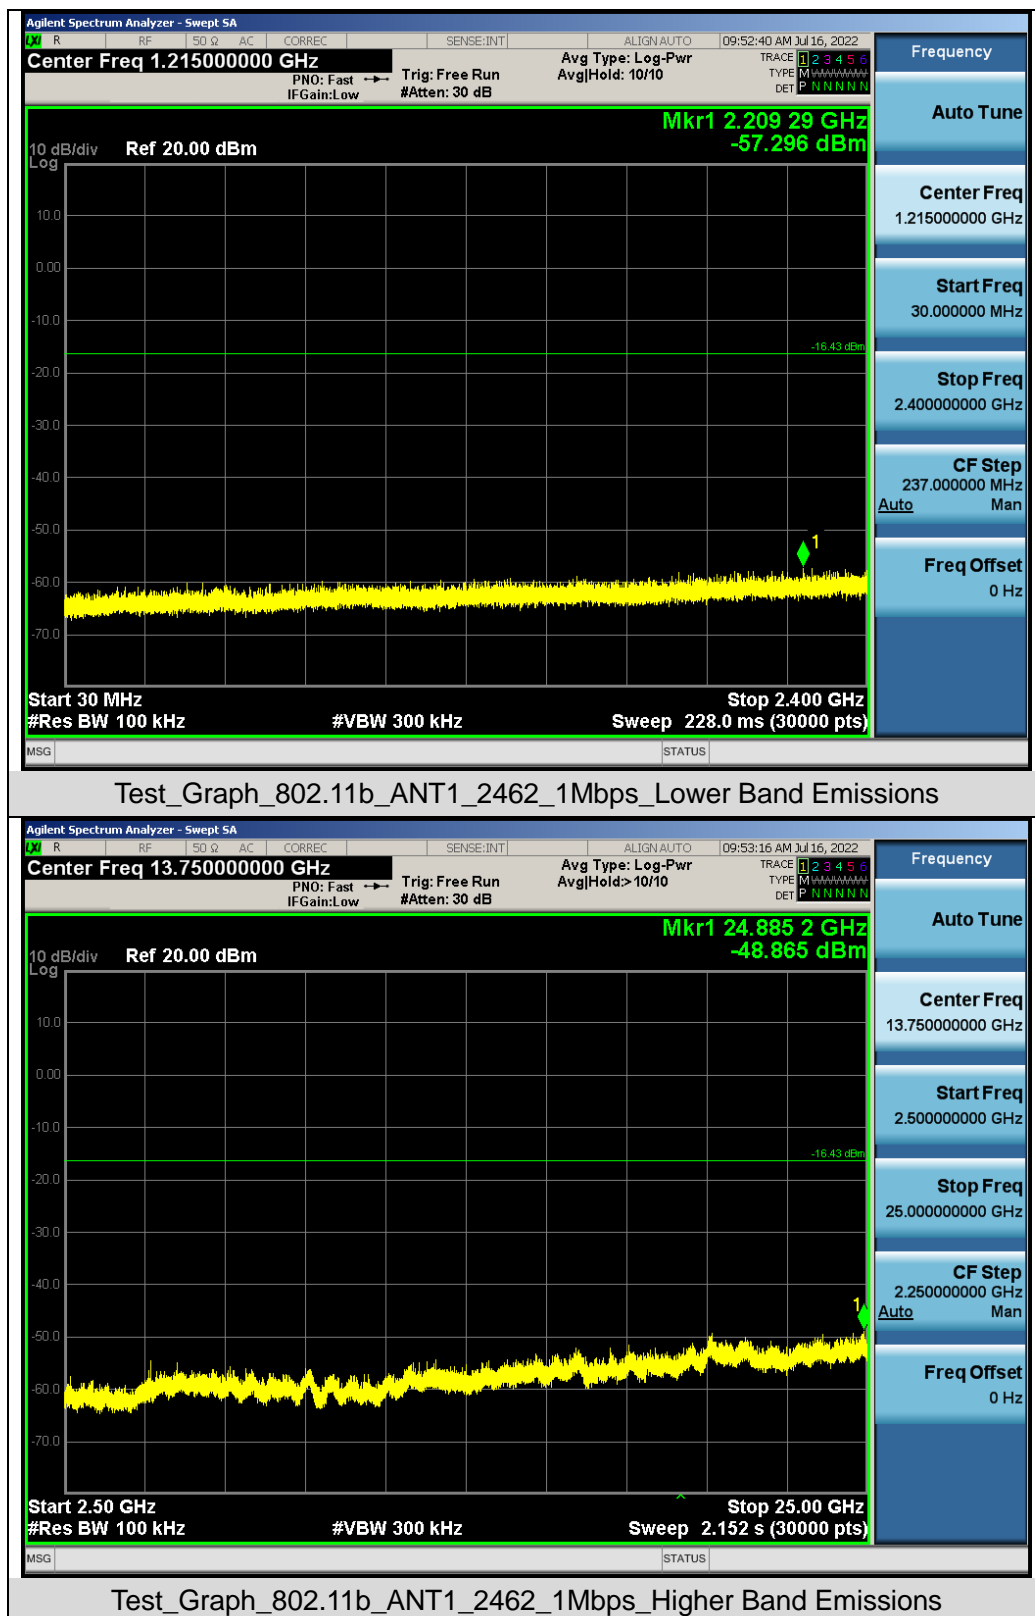 Agilent Spectrum Analyzer - Swept SA
LXI R RF 50 Ω AC CORREC SENSE:INT ALIGN AUTO 09:52:40 AM Jul 16, 2022
Center Freq 1.215000000 GHz
PNO: Fast
IFGain:Low
Trig: Free Run
#Atten: 30 dB
Avg Type: Log-Pwr
Avg|Hold: 10/10
TRACE 1 2 3 4 5 6
TYPE M WWWWW
DET P N N N N N
Mkr1 2.209 29 GHz
-57.296 dBm
10 dB/div Ref 20.00 dBm
Log
10.0
0.00
-10.0
-16.43 dBm
-20.0
-30.0
-40.0
-50.0
1
-60.0
-70.0
Start 30 MHz Stop 2.400 GHz
#Res BW 100 kHz #VBW 300 kHz Sweep 228.0 ms (30000 pts)
MSG STATUS
Frequency
Auto Tune
Center Freq
1.215000000 GHz
Start Freq
30.000000 MHz
Stop Freq
2.400000000 GHz
CF Step
237.000000 MHz
Auto Man
Freq Offset
0 Hz
Test_Graph_802.11b_ANT1_2462_1Mbps_Lower Band Emissions
Agilent Spectrum Analyzer - Swept SA
LXI R RF 50 Ω AC CORREC SENSE:INT ALIGN AUTO 09:53:16 AM Jul 16, 2022
Center Freq 13.750000000 GHz
PNO: Fast
IFGain:Low
Trig: Free Run
#Atten: 30 dB
Avg Type: Log-Pwr
Avg|Hold:> 10/10
TRACE 1 2 3 4 5 6
TYPE M WWWWW
DET P N N N N N
Mkr1 24.885 2 GHz
-48.865 dBm
10 dB/div Ref 20.00 dBm
Log
10.0
0.00
-10.0
-16.43 dBm
-20.0
-30.0
-40.0
1
-50.0
-60.0
-70.0
Start 2.50 GHz Stop 25.00 GHz
#Res BW 100 kHz #VBW 300 kHz Sweep 2.152 s (30000 pts)
MSG STATUS
Frequency
Auto Tune
Center Freq
13.750000000 GHz
Start Freq
2.500000000 GHz
Stop Freq
25.000000000 GHz
CF Step
2.250000000 GHz
Auto Man
Freq Offset
0 Hz
Test_Graph_802.11b_ANT1_2462_1Mbps_Higher Band Emissions